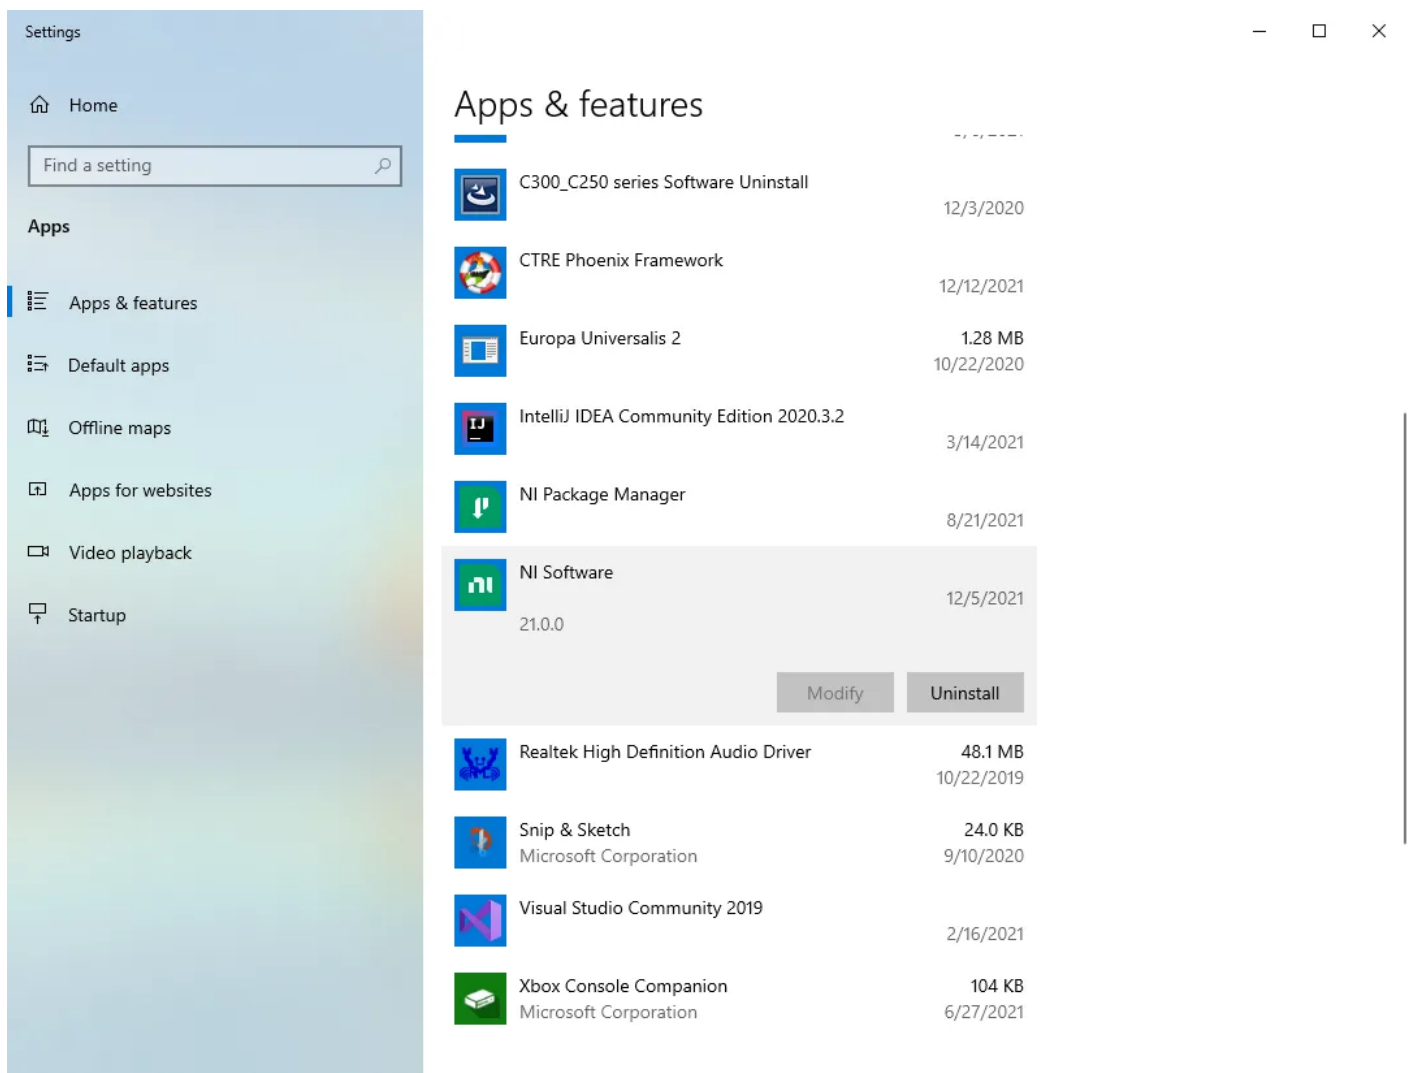 Settings
Home
Find a setting
Apps
Apps & features
Default apps
Offline maps
Apps for websites
Video playback
Startup
Apps & features
C300_C250 series Software Uninstall
12/3/2020
CTRE Phoenix Framework
12/12/2021
Europa Universalis 2 1.28 MB
10/22/2020
IJ
IntelliJ IDEA Community Edition 2020.3.2
3/14/2021
NI Package Manager
8/21/2021
NI Software
12/5/2021
21.0.0
Modify Uninstall
Realtek High Definition Audio Driver 48.1 MB
10/22/2019
Snip & Sketch 24.0 KB
Microsoft Corporation 9/10/2020
Visual Studio Community 2019
2/16/2021
Xbox Console Companion 104 KB
Microsoft Corporation 6/27/2021